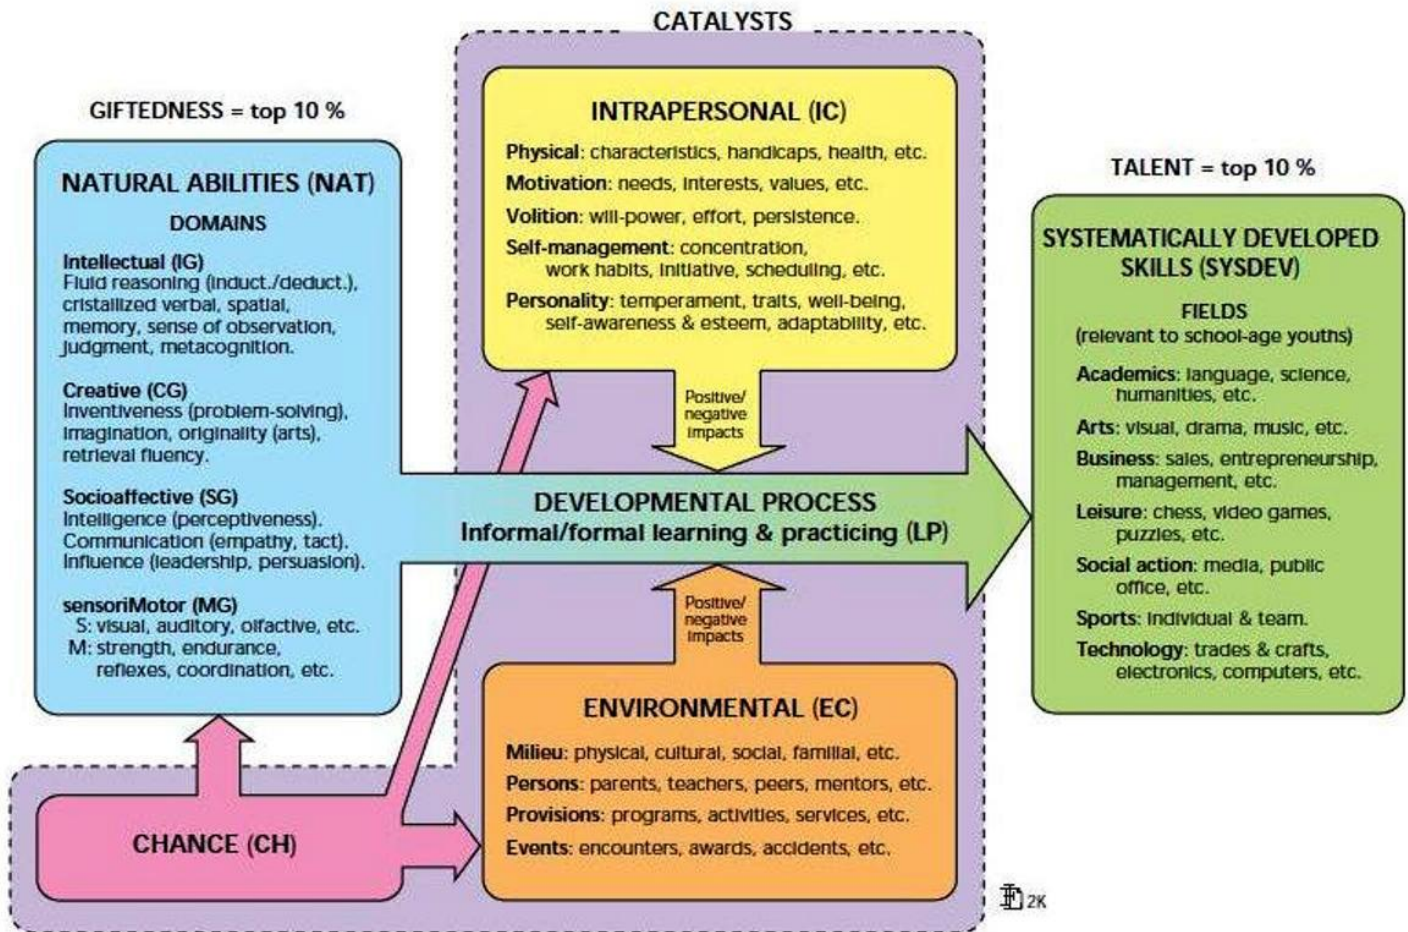 CATALYSTS
GIFTEDNESS = top 10 %
NATURAL ABILITIES (NAT)
DOMAINS
Intellectual (IG)
Fluid reasoning (induct./deduct.),
cristallized verbal, spatial,
memory, sense of observation,
judgment, metacognition.
Creative (CG)
Inventiveness (problem-solving),
imagination, originality (arts),
retrieval fluency.
Socioaffective (SG)
Intelligence (perceptiveness).
Communication (empathy, tact).
Influence (leadership, persuasion).
sensoriMotor (MG)
S: visual, auditory, olfactive, etc.
M: strength, endurance,
reflexes, coordination, etc.
CHANCE (CH)
INTRAPERSONAL (IC)
Physical: characteristics, handicaps, health, etc.
Motivation: needs, interests, values, etc.
Volition: will-power, effort, persistence.
Self-management: concentration,
work habits, initiative, scheduling, etc.
Personality: temperament, traits, well-being,
self-awareness & esteem, adaptability, etc.
Positive/
negative
impacts
DEVELOPMENTAL PROCESS
Informal/formal learning & practicing (LP)
Positive/
negative
impacts
ENVIRONMENTAL (EC)
Milieu: physical, cultural, social, familial, etc.
Persons: parents, teachers, peers, mentors, etc.
Provisions: programs, activities, services, etc.
Events: encounters, awards, accidents, etc.
TALENT = top 10 %
SYSTEMATICALLY DEVELOPED
SKILLS (SYSDEV)
FIELDS
(relevant to school-age youths)
Academics: language, science,
humanities, etc.
Arts: visual, drama, music, etc.
Business: sales, entrepreneurship,
management, etc.
Leisure: chess, video games,
puzzles, etc.
Social action: media, public
office, etc.
Sports: individual & team.
Technology: trades & crafts,
electronics, computers, etc.
2K